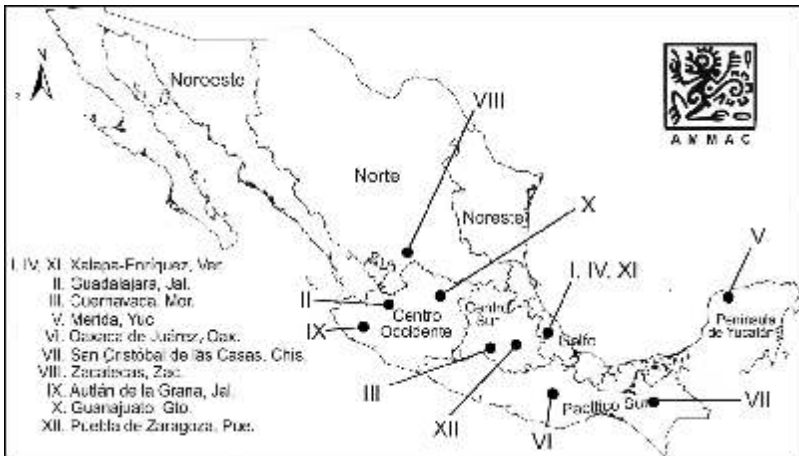 N
Noroeste
VIII
Norte
Noreste
X
A M M A C
V
I, IV, XI
II
Centro
Occidente
Centro
Sur
Golfo
Península
de Yucatán
IX
III
XII
VI
Pacífico Sur
VII
I, IV, XI. Xalapa-Enríquez, Ver.
II. Guadalajara, Jal.
III. Cuernavaca, Mor.
V. Merida, Yuc
VI. Oaxaca de Juárez, Oax.
VII. San Cristóbal de las Casas, Chis.
VIII. Zacatecas, Zac.
IX. Autlán de la Grana, Jal.
X. Guanajuato, Gto.
XII. Puebla de Zaragoza, Pue.